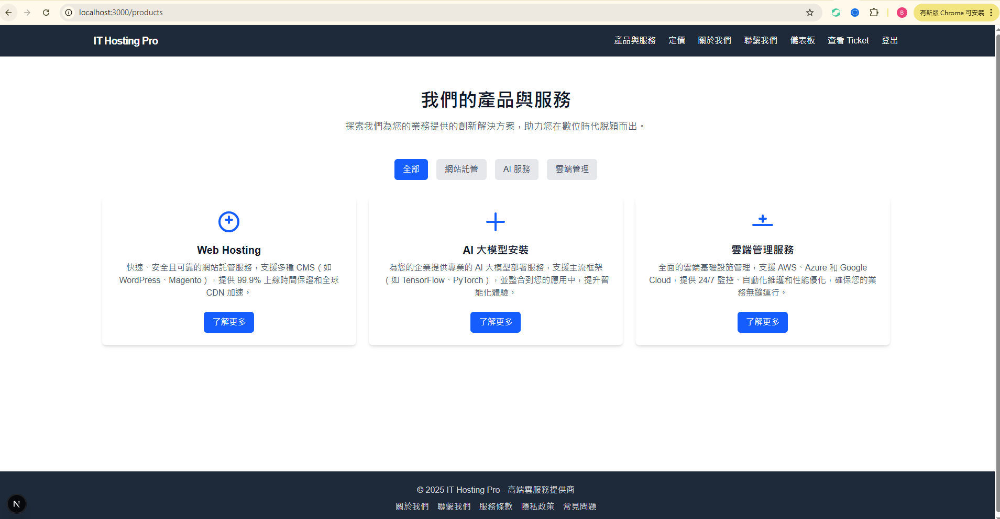 localhost:3000/products
B
有新版 Chrome 可安裝
IT Hosting Pro
產品與服務 定價 關於我們 聯繫我們 儀表板 查看 Ticket 登出
我們的產品與服務
探索我們為您的業務提供的創新解決方案，助力您在數位時代脫穎而出。
全部 網站託管 AI 服務 雲端管理
Web Hosting
快速、安全且可靠的網站託管服務，支援多種 CMS（如
WordPress、Magento），提供 99.9% 上線時間保證和全球
CDN 加速。
了解更多
AI 大模型安裝
為您的企業提供專業的 AI 大模型部署服務，支援主流框架
（如 TensorFlow、PyTorch），並整合到您的應用中，提升智
能化體驗。
了解更多
雲端管理服務
全面的雲端基礎設施管理，支援 AWS、Azure 和 Google
Cloud，提供 24/7 監控、自動化維護和性能優化，確保您的業
務無縫運行。
了解更多
© 2025 IT Hosting Pro - 高端雲服務提供商
關於我們 聯繫我們 服務條款 隱私政策 常見問題
N